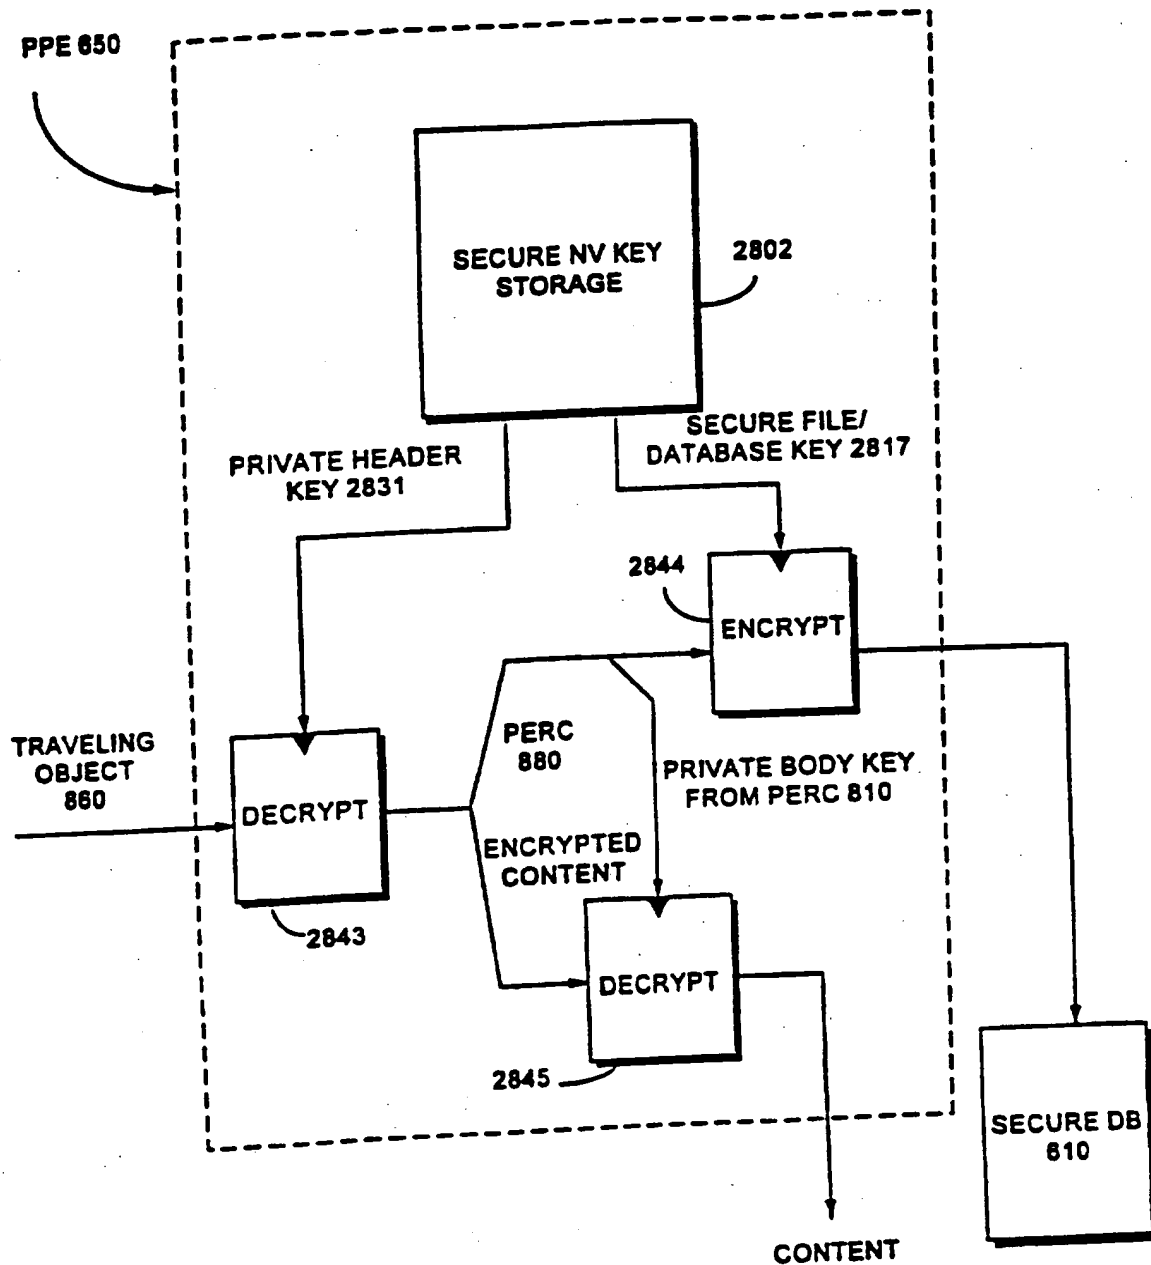 PPE 650
SECURE NV KEY
STORAGE
2802
SECURE FILE/
DATABASE KEY 2817
PRIVATE HEADER
KEY 2831
2844
ENCRYPT
TRAVELING
OBJECT
860
DECRYPT
PERC
880
PRIVATE BODY KEY
FROM PERC 810
ENCRYPTED
CONTENT
2843
DECRYPT
2845
SECURE DB
610
CONTENT